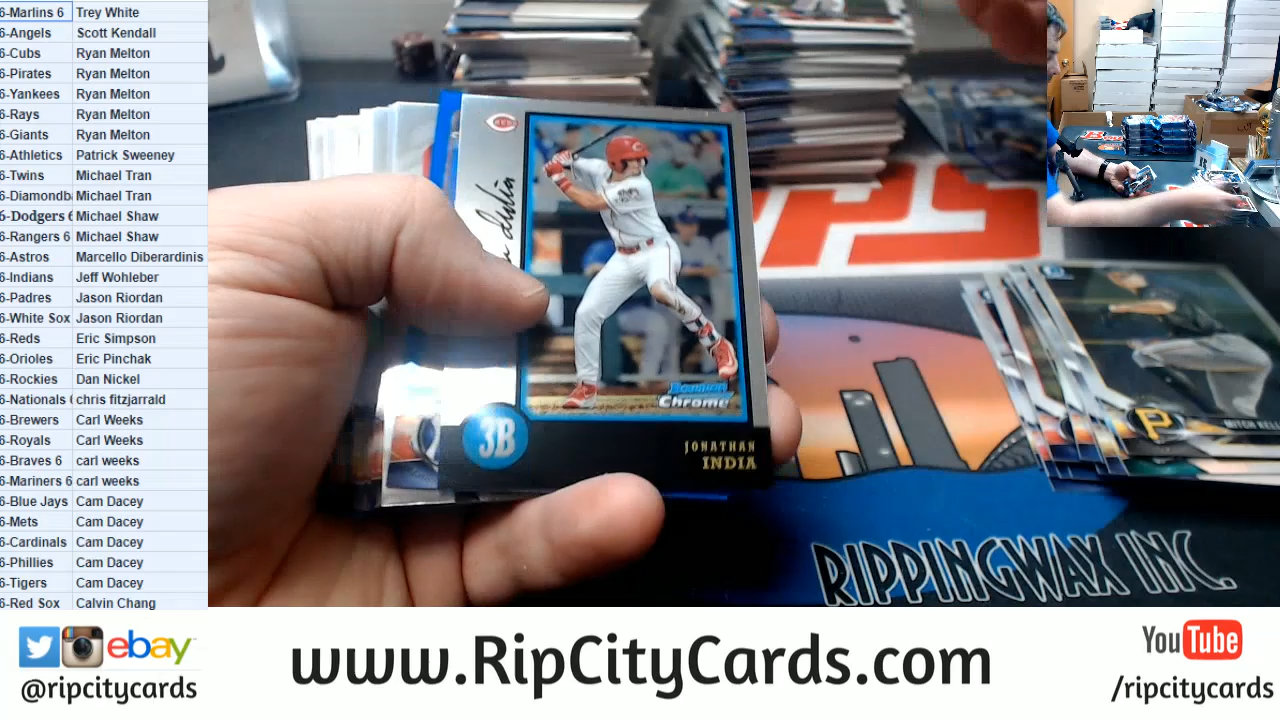 6-Marlins 6 Trey White
6-Angels Scott Kendall
6-Cubs Ryan Melton
6-Pirates Ryan Melton
6-Yankees Ryan Melton
6-Rays Ryan Melton
6-Giants Ryan Melton
6-Athletics Patrick Sweeney
6-Twins Michael Tran
6-Diamondb Michael Tran
6-Dodgers 6 Michael Shaw
6-Rangers 6 Michael Shaw
6-Astros Marcello Diberardinis
6-Indians Jeff Wohleber
6-Padres Jason Riordan
6-White Sox Jason Riordan
6-Reds Eric Simpson
6-Orioles Eric Pinchak
6-Rockies Dan Nickel
6-Nationals ( chris fitzjarrald
6-Brewers Carl Weeks
6-Royals Carl Weeks
6-Braves 6 carl weeks
6-Mariners 6 carl weeks
6-Blue Jays Cam Dacey
6-Mets Cam Dacey
6-Cardinals Cam Dacey
6-Phillies Cam Dacey
6-Tigers Cam Dacey
6-Red Sox Calvin Chang
Bowman
Chrome
3B
JONATHAN
INDIA
P
MITCH KELL
RIPPINGWAX INC.
ebay
@ripcitycards
www.RipCityCards.com
YouTube
/ripcitycards